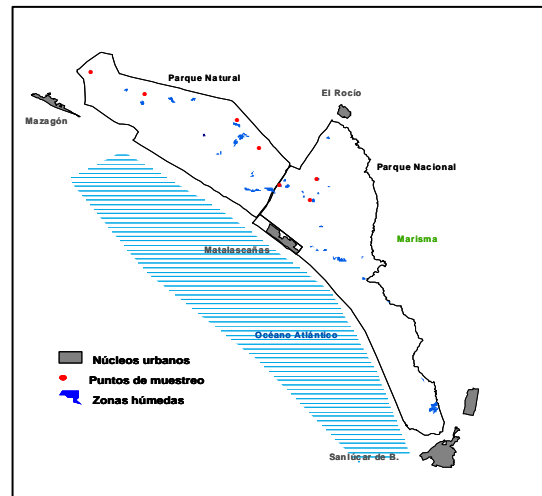 Parque Natural
El Rocío
Mazagón
Parque Nacional
Marisma
Matalascañas
Océano Atlántico
Núcleos urbanos
Puntos de muestreo
Zonas húmedas
Sanlúcar de B.